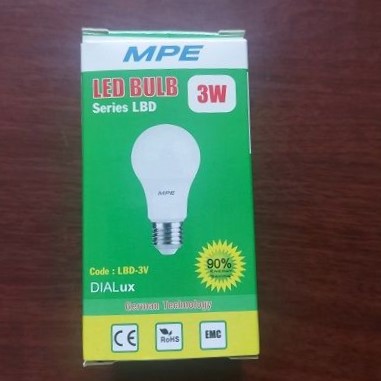 MPE
LED BULB
Series LBD
3W
MPE
Code : LBD-3V
90%
DIALux
German Technology
CE
RoHS
EMC